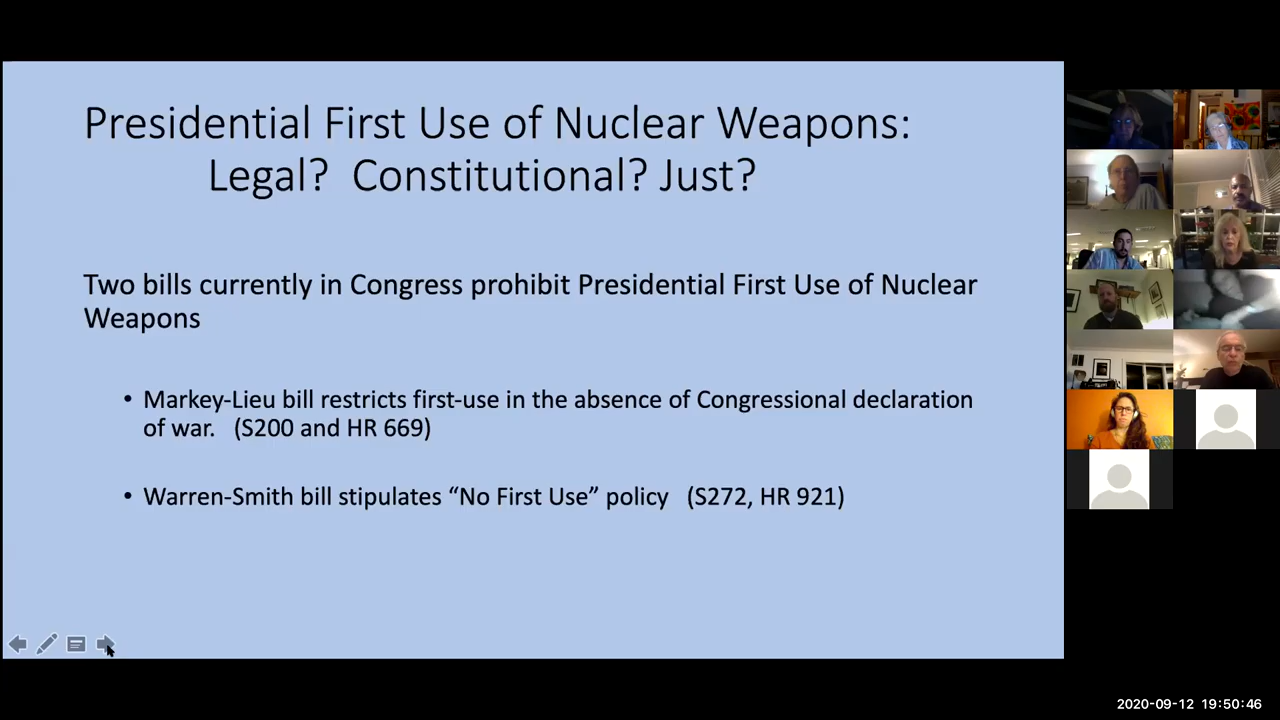 Presidential First Use of Nuclear Weapons:
Legal? Constitutional? Just?
Two bills currently in Congress prohibit Presidential First Use of Nuclear
Weapons
• Markey-Lieu bill restricts first-use in the absence of Congressional declaration
of war. (S200 and HR 669)
• Warren-Smith bill stipulates “No First Use” policy (S272, HR 921)
2020-09-12 19:50:46